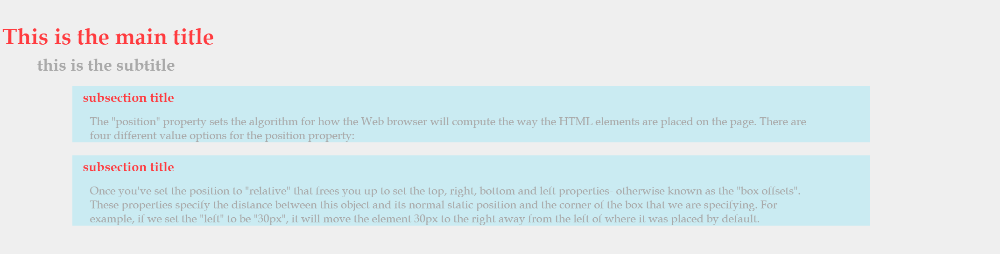 This is the main title
this is the subtitle
subsection title
The "position" property sets the algorithm for how the Web browser will compute the way the HTML elements are placed on the page. There are
four different value options for the position property:
subsection title
Once you've set the position to "relative" that frees you up to set the top, right, bottom and left properties- otherwise known as the "box offsets".
These properties specify the distance between this object and its normal static position and the corner of the box that we are specifying. For
example, if we set the "left" to be "30px", it will move the element 30px to the right away from the left of where it was placed by default.